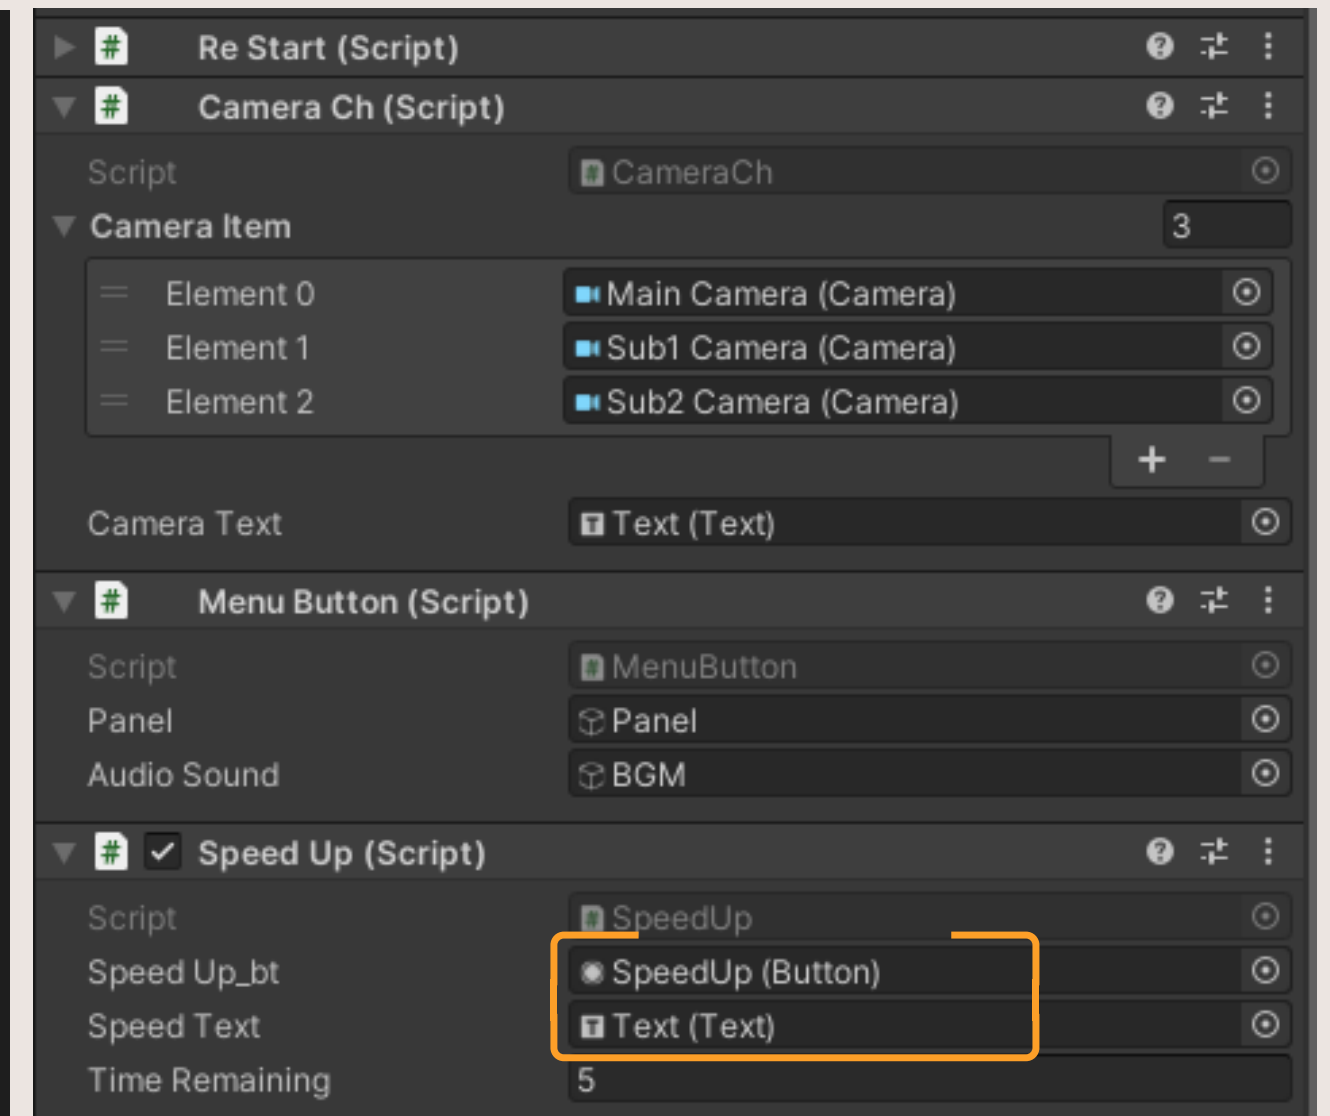 Re Start (Script)
Camera Ch (Script)
Script CameraCh
Camera Item 3
Element 0 Main Camera (Camera)
Element 1 Sub1 Camera (Camera)
Element 2 Sub2 Camera (Camera)
Camera Text Text (Text)
Menu Button (Script)
Script MenuButton
Panel Panel
Audio Sound BGM
Speed Up (Script)
Script SpeedUp
Speed Up_bt SpeedUp (Button)
Speed Text Text (Text)
Time Remaining 5